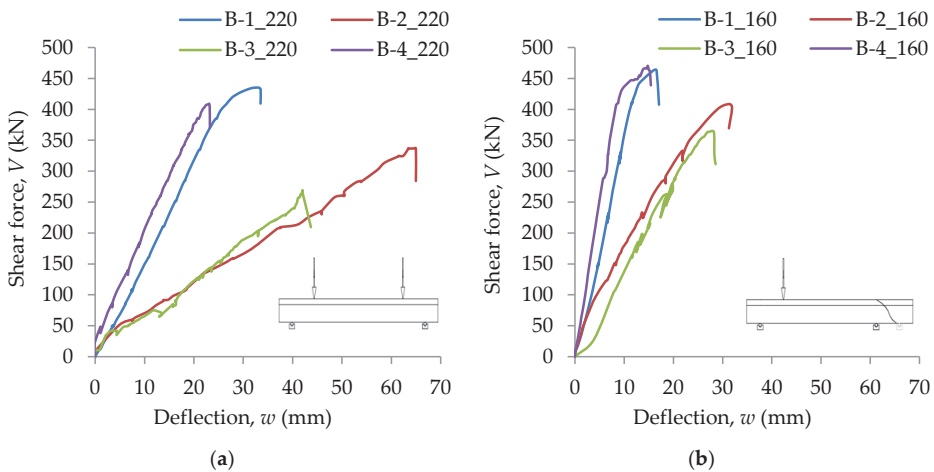 B-1_220 B-2_220
B-3_220 B-4_220
500
450
400
350
300
250
200
150
100
50
0
Shear force, V (kN)
0 10 20 30 40 50 60 70
Deflection, w (mm)
(a)
B-1_160 B-2_160
B-3_160 B-4_160
500
450
400
350
300
250
200
150
100
50
0
Shear force, V (kN)
0 10 20 30 40 50 60 70
Deflection, w (mm)
(b)